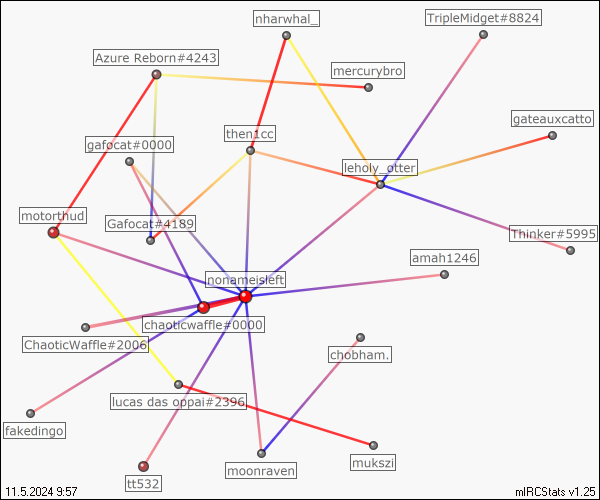 nharwhal_
TripleMidget#8824
Azure Reborn#4243
mercurybro
gateauxcatto
then1cc
gafocat#0000
leholy_otter
motorthud
Gafocat#4189
Thinker#5995
amah1246
nonameisleft
chaoticwaffle#0000
ChaoticWaffle#2006
chobham.
lucas das oppai#2396
fakedingo
mukszi
moonraven
tt532
11.5.2024 9:57
mIRCStats v1.25